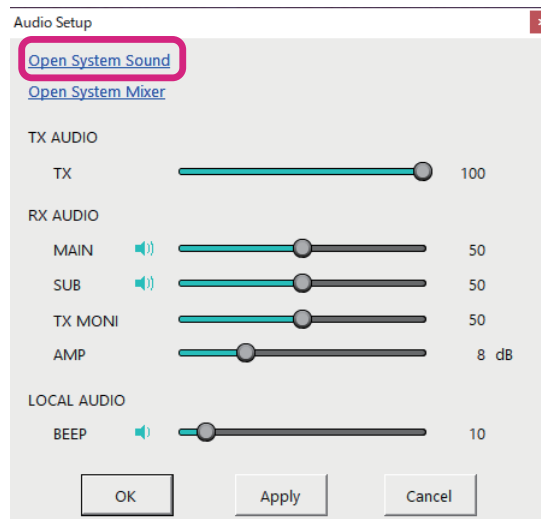 Audio Setup
Open System Sound
Open System Mixer
TX AUDIO
TX 100
RX AUDIO
MAIN 50
SUB 50
TX MONI 50
AMP 8 dB
LOCAL AUDIO
BEEP 10
OK Apply Cancel